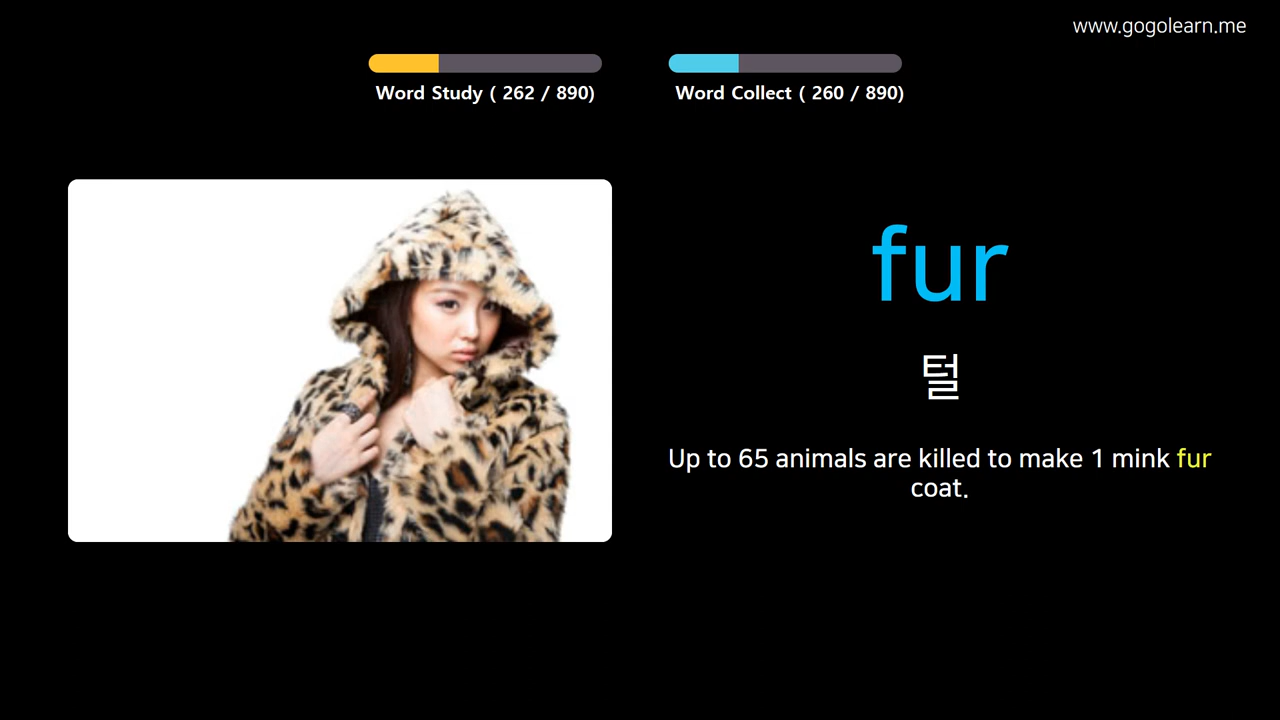 www.gogolearn.me
Word Study ( 262 / 890)
Word Collect ( 260 / 890)
fur
털
Up to 65 animals are killed to make 1 mink fur
coat.